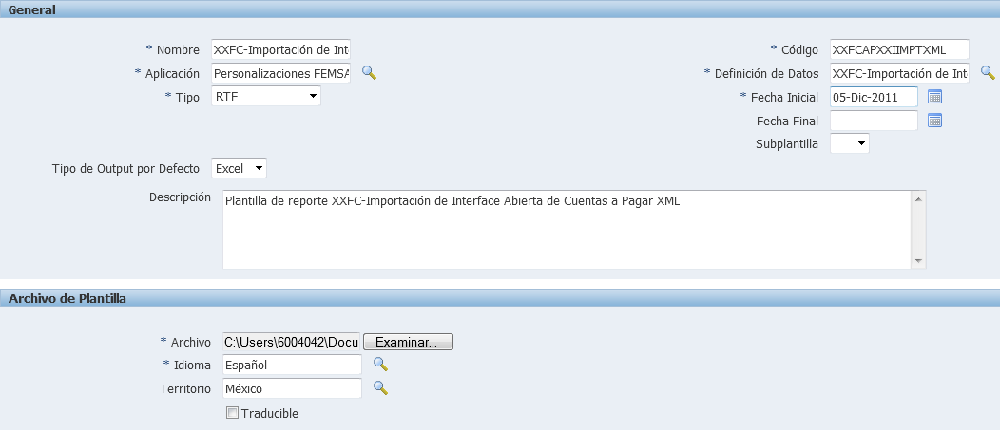 General
* Nombre XXFC-Importación de Int
* Código XXFCAPXXIIMPTXML
* Aplicación Personalizaciones FEMSA
* Definición de Datos XXFC-Importación de Int
* Tipo RTF
* Fecha Inicial 05-Dic-2011
Fecha Final
Subplantilla
Tipo de Output por Defecto Excel
Descripción Plantilla de reporte XXFC-Importación de Interface Abierta de Cuentas a Pagar XML
Archivo de Plantilla
* Archivo C:\Users\6004042\Docu Examinar...
* Idioma Español
Territorio México
Traducible